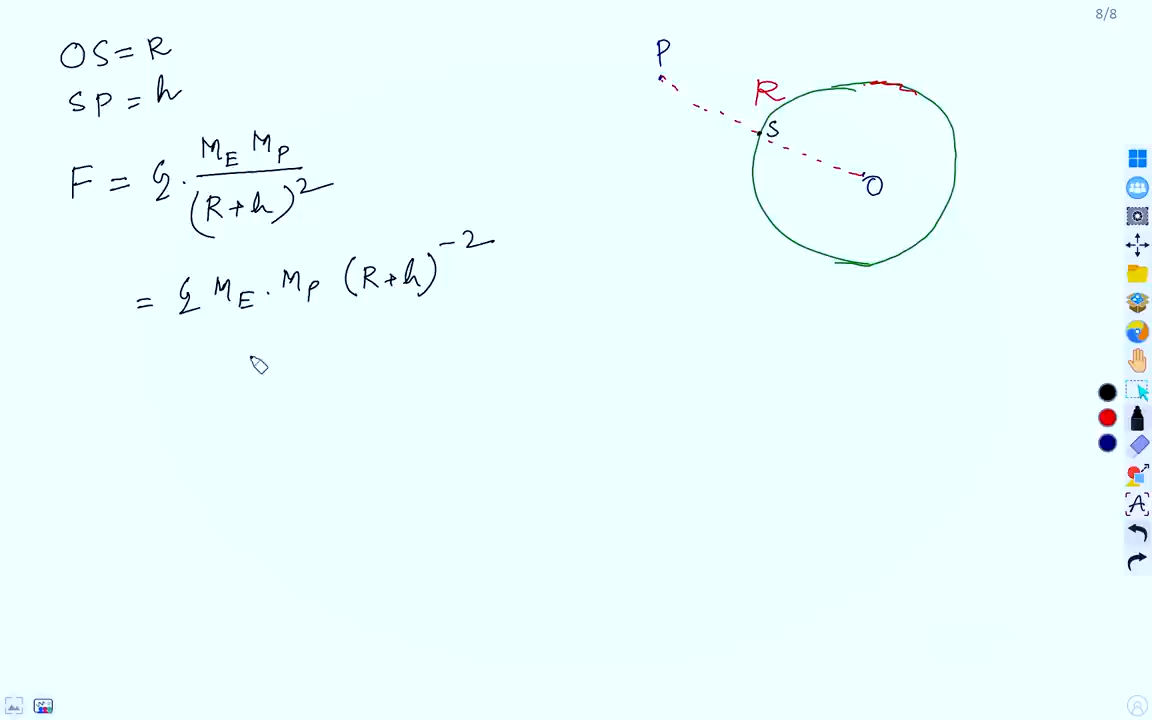 8/8
OS = R
SP = h
F = G · M_E M_P / (R+h)^2
= G M_E · M_P (R+h)^-2
P
R
S
O